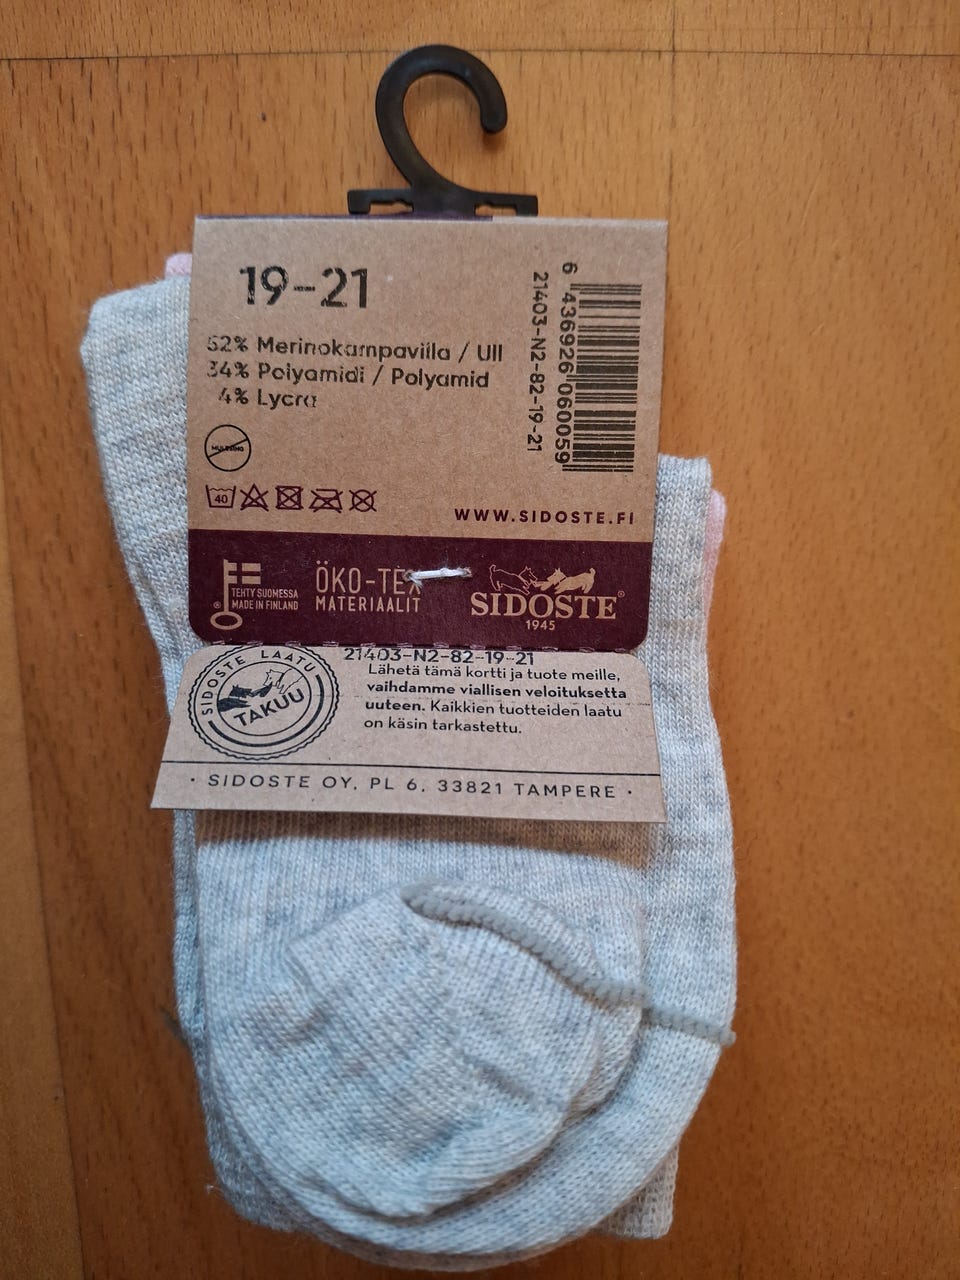 19-21
62% Merinokampavilla / Ull
34% Polyamidi / Polyamid
4% Lycra
MULESING
40
6 436926 060059
21403-N2-82-19-21
WWW.SIDOSTE.FI
TEHTY SUOMESSA
MADE IN FINLAND
ÖKO-TEX
MATERIAALIT
SIDOSTE®
1945
SIDOSTE LAATU
TAKUU
21403-N2-82-19-21
Lähetä tämä kortti ja tuote meille,
vaihdamme viallisen veloituksetta
uuteen. Kaikkien tuotteiden laatu
on käsin tarkastettu.
· SIDOSTE OY, PL 6, 33821 TAMPERE ·